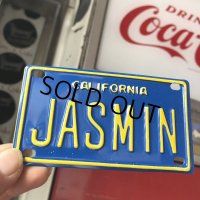 DRINK
Coca-Cola
CALIFORNIA
SOLD OUT
JASMIN